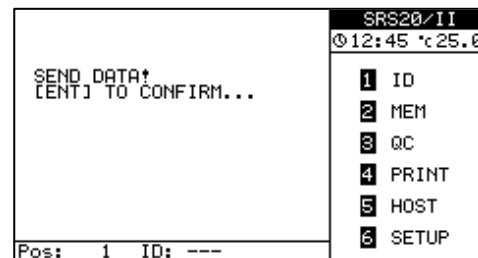 SRS20/II
12:45 °c25.0
SEND DATA!
[ENT] TO CONFIRM...
1 ID
2 MEM
3 QC
4 PRINT
5 HOST
6 SETUP
Pos: 1 ID: ---